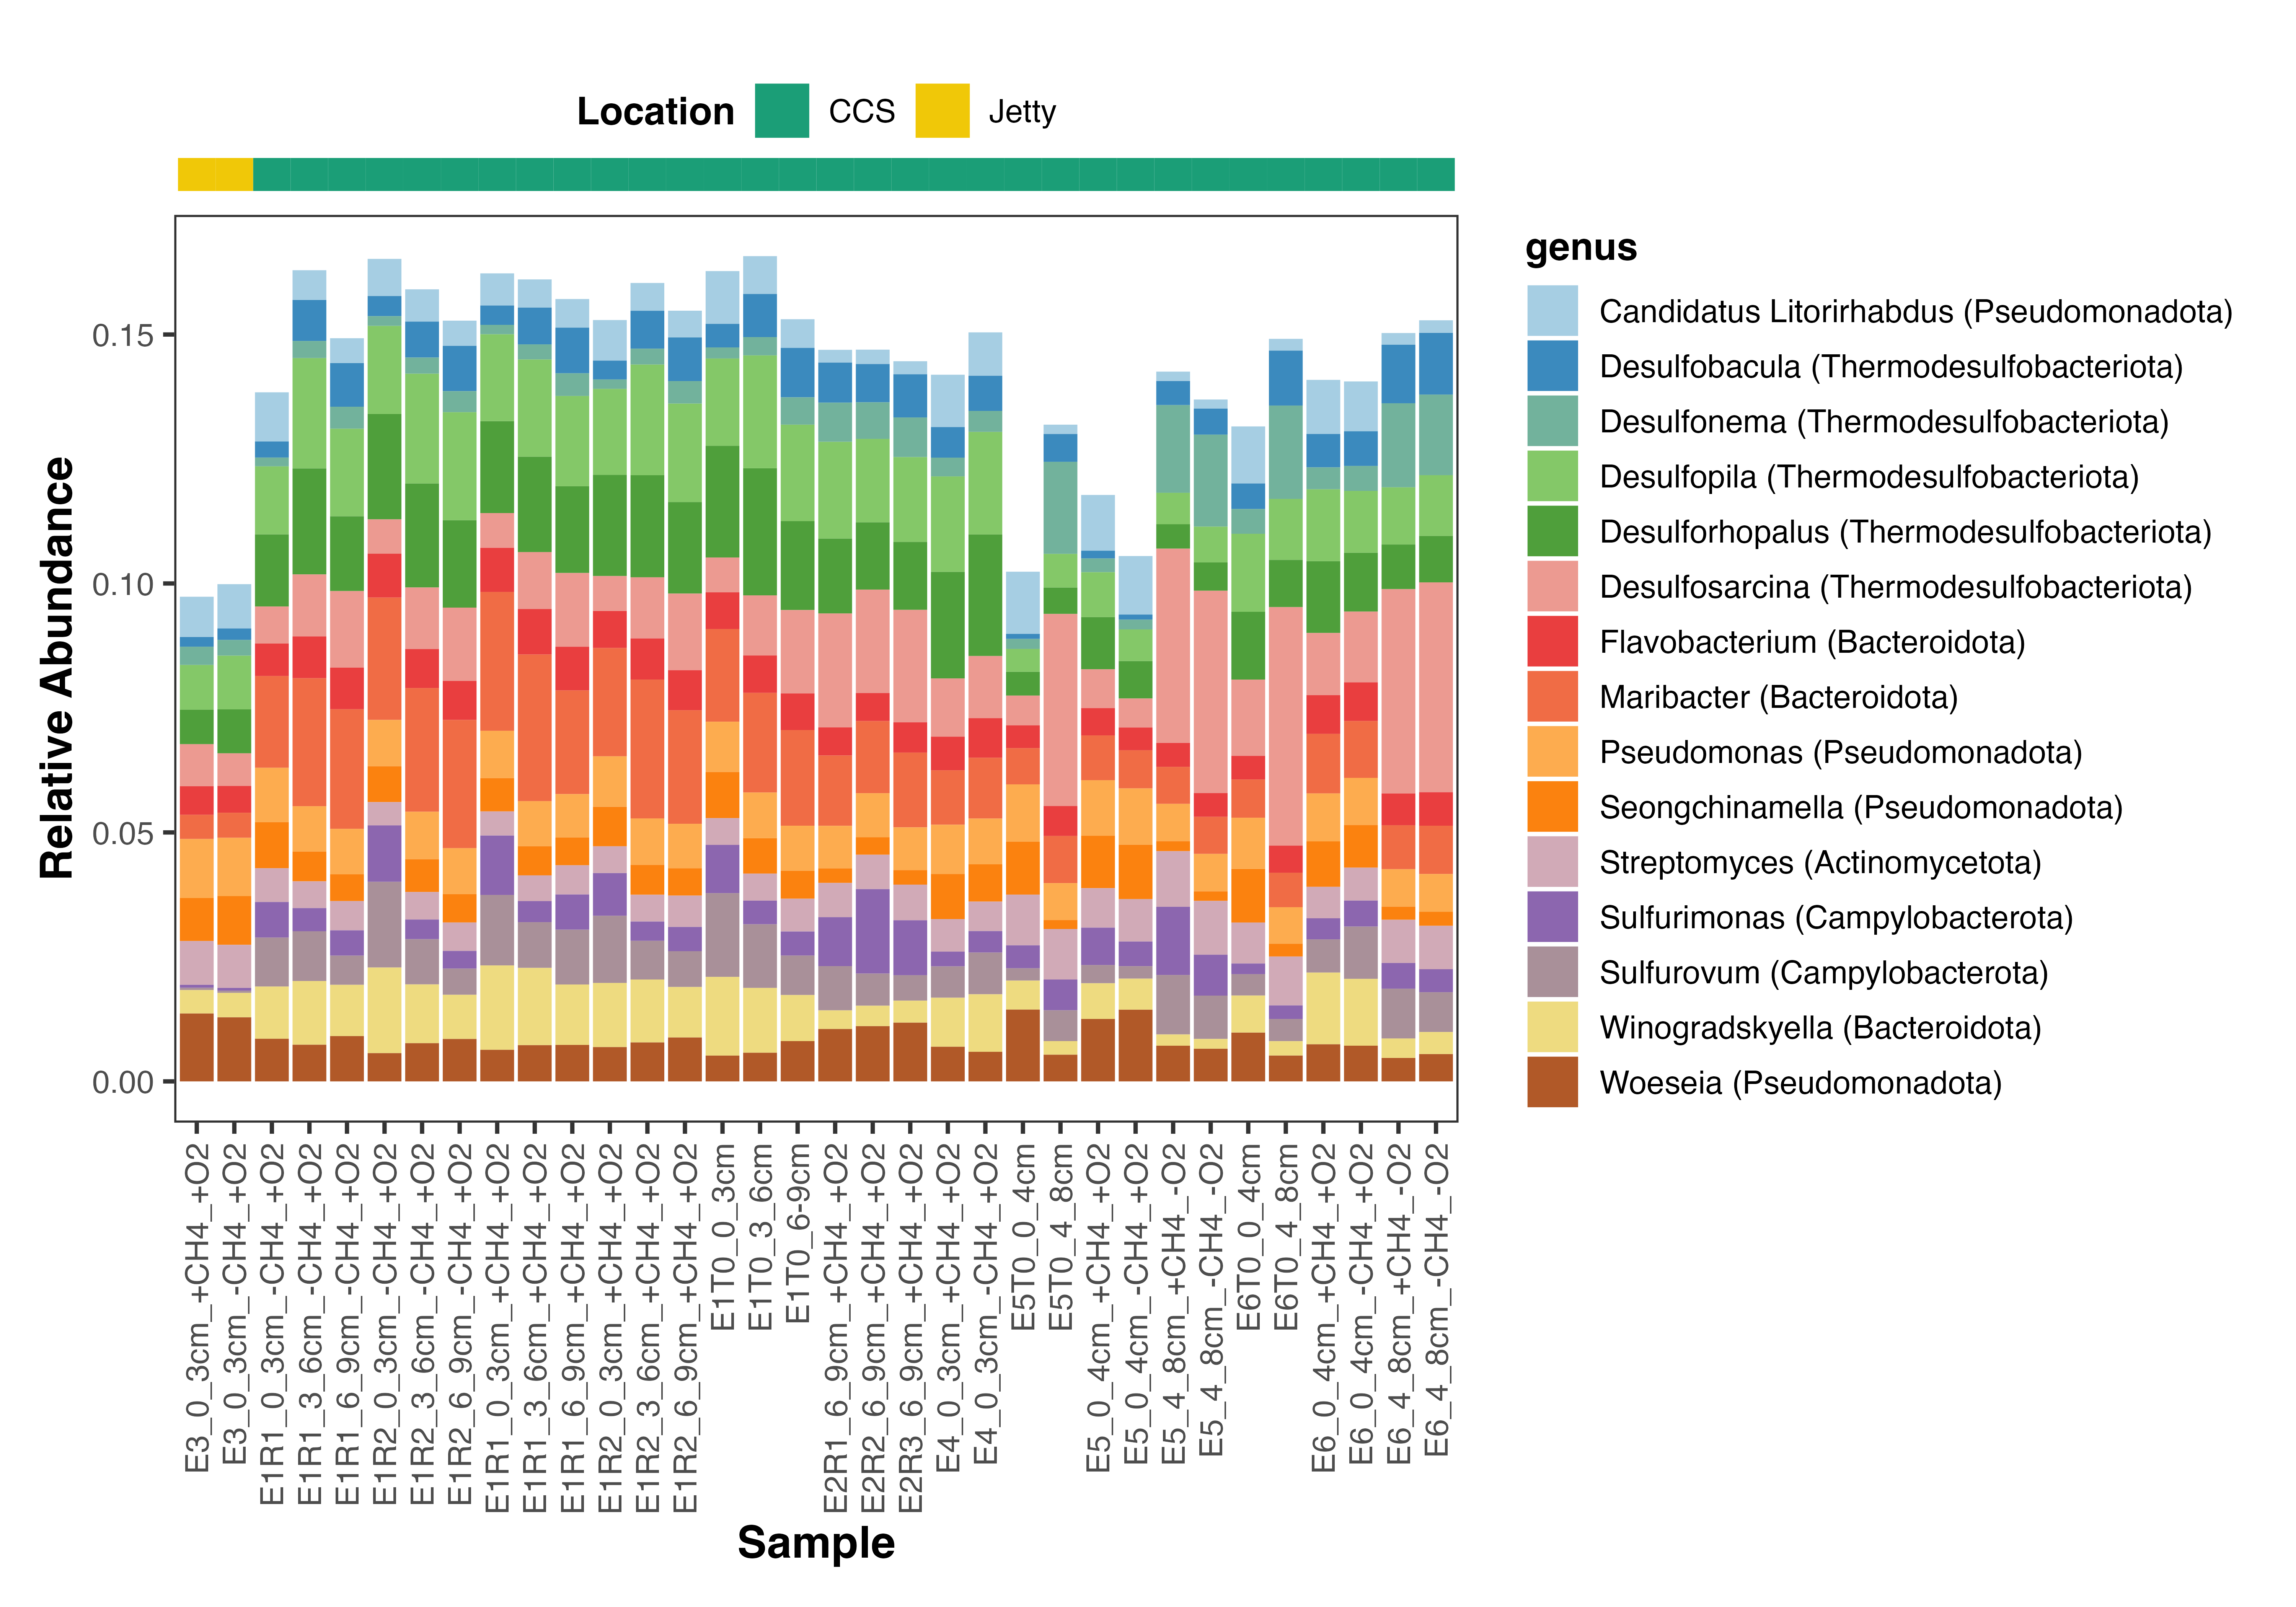 Location CCS Jetty
Relative Abundance
0.15
0.10
0.05
0.00
E3_0_3cm_+CH4_+O2
E3_0_3cm_-CH4_+O2
E1R1_0_3cm_-CH4_+O2
E1R1_3_6cm_-CH4_+O2
E1R1_6_9cm_-CH4_+O2
E1R2_0_3cm_-CH4_+O2
E1R2_3_6cm_-CH4_+O2
E1R2_6_9cm_-CH4_+O2
E1R1_0_3cm_+CH4_+O2
E1R1_3_6cm_+CH4_+O2
E1R1_6_9cm_+CH4_+O2
E1R2_0_3cm_+CH4_+O2
E1R2_3_6cm_+CH4_+O2
E1R2_6_9cm_+CH4_+O2
E1T0_0_3cm
E1T0_3_6cm
E1T0_6-9cm
E2R1_6_9cm_+CH4_+O2
E2R2_6_9cm_+CH4_+O2
E2R3_6_9cm_+CH4_+O2
E4_0_3cm_+CH4_+O2
E4_0_3cm_-CH4_+O2
E5T0_0_4cm
E5T0_4_8cm
E5_0_4cm_+CH4_+O2
E5_0_4cm_-CH4_+O2
E5_4_8cm_+CH4_-O2
E5_4_8cm_-CH4_-O2
E6T0_0_4cm
E6T0_4_8cm
E6_0_4cm_+CH4_+O2
E6_0_4cm_-CH4_+O2
E6_4_8cm_+CH4_-O2
E6_4_8cm_-CH4_-O2
Sample
genus
Candidatus Litorirhabdus (Pseudomonadota)
Desulfobacula (Thermodesulfobacteriota)
Desulfonema (Thermodesulfobacteriota)
Desulfopila (Thermodesulfobacteriota)
Desulforhopalus (Thermodesulfobacteriota)
Desulfosarcina (Thermodesulfobacteriota)
Flavobacterium (Bacteroidota)
Maribacter (Bacteroidota)
Pseudomonas (Pseudomonadota)
Seongchinamella (Pseudomonadota)
Streptomyces (Actinomycetota)
Sulfurimonas (Campylobacterota)
Sulfurovum (Campylobacterota)
Winogradskyella (Bacteroidota)
Woeseia (Pseudomonadota)